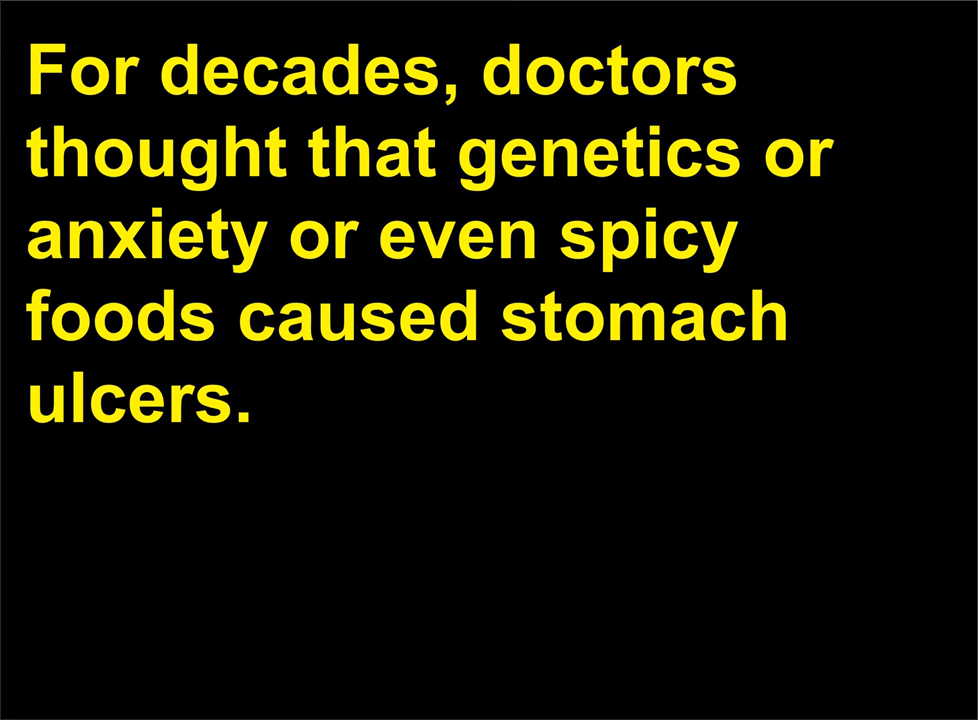 For decades, doctors
thought that genetics or
anxiety or even spicy
foods caused stomach
ulcers.